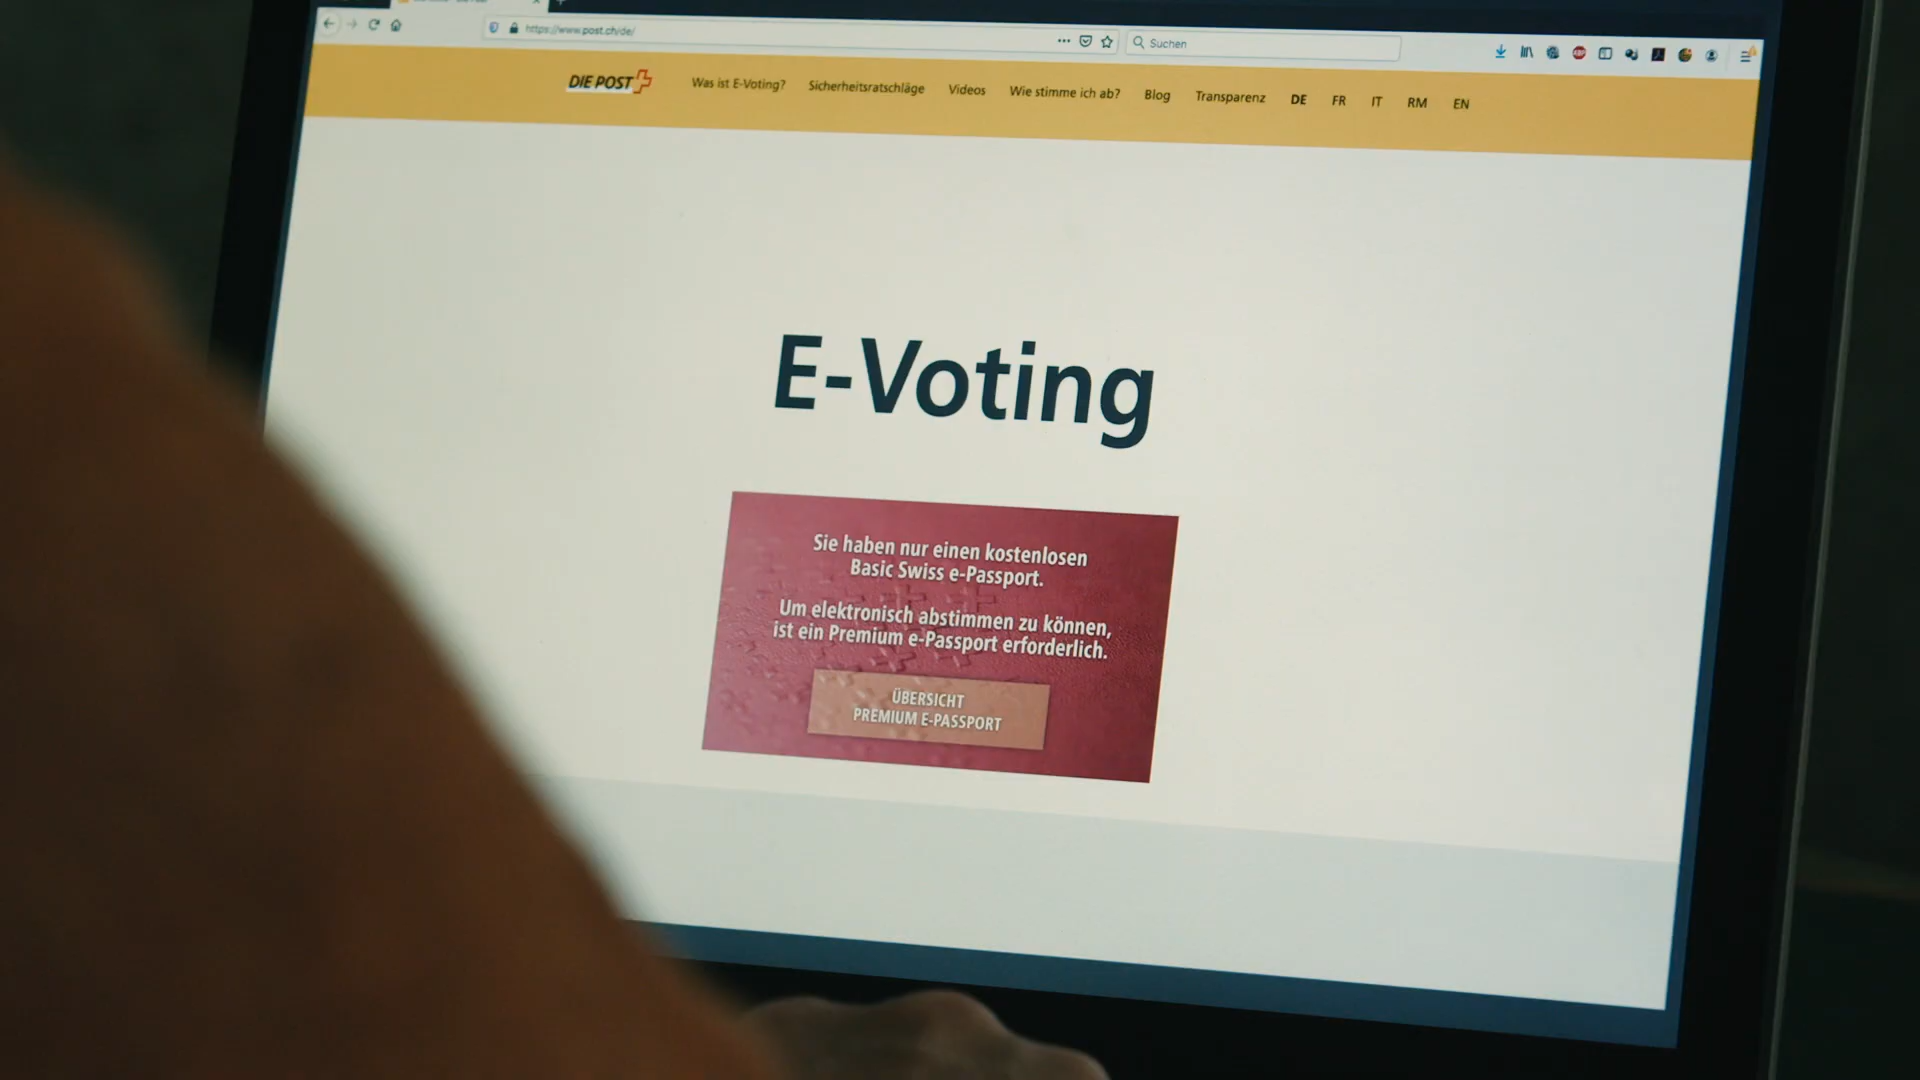 https://www.post.ch/de/
Suchen
DIE POST
Was ist E-Voting?
Sicherheitsratschläge
Videos
Wie stimme ich ab?
Blog
Transparenz
DE
FR
IT
RM
EN
E-Voting
Sie haben nur einen kostenlosen
Basic Swiss e-Passport.
Um elektronisch abstimmen zu können,
ist ein Premium e-Passport erforderlich.
ÜBERSICHT
PREMIUM E-PASSPORT